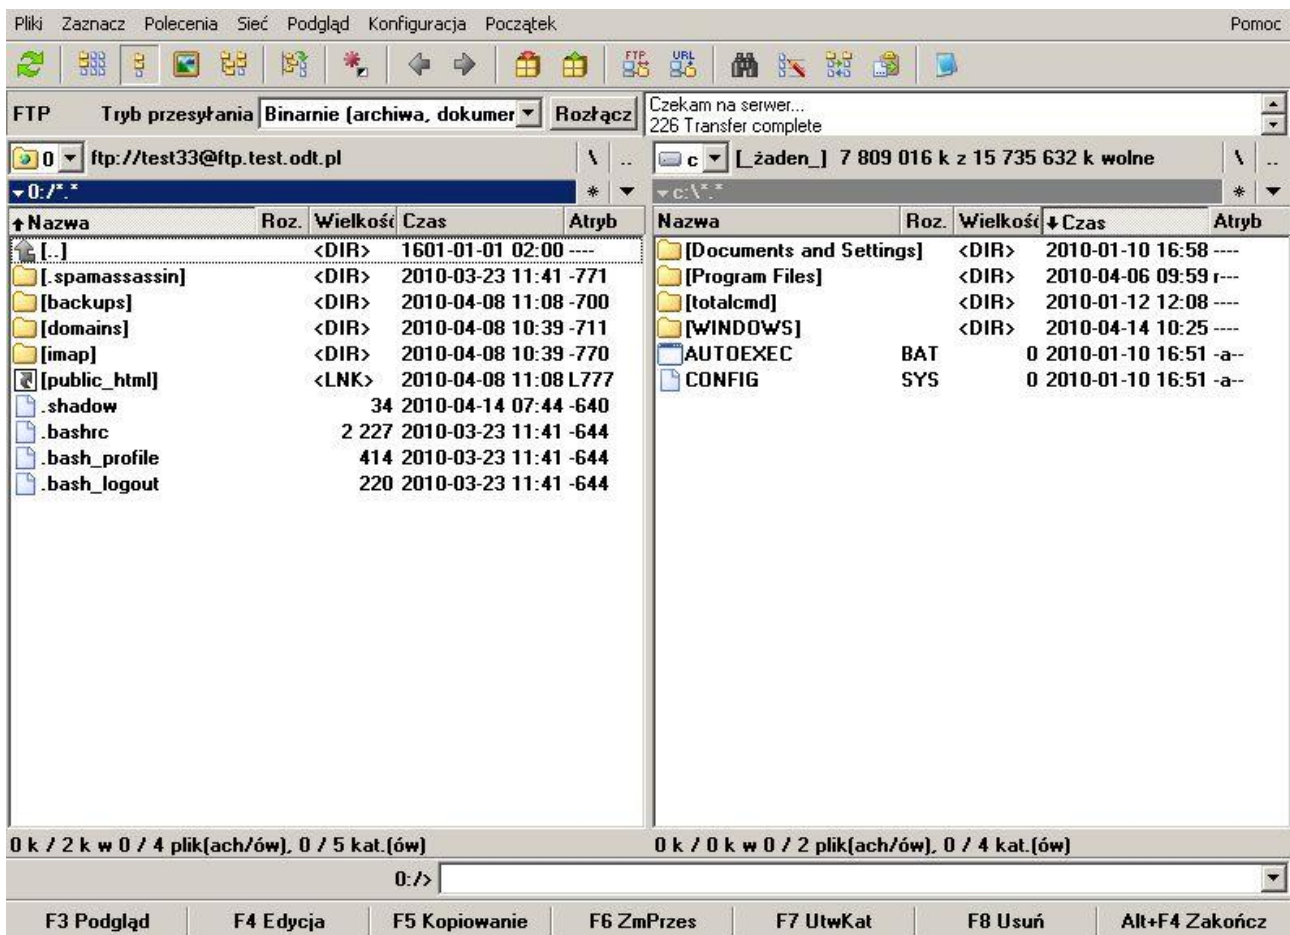 Pliki Zaznacz Polecenia Sieć Podgląd Konfiguracja Początek Pomoc
FTP URL
FTP Tryb przesyłania Binarnie (archiwa, dokumer Rozłącz
Czekam na serwer...
226 Transfer complete
0 ftp://test33@ftp.test.odt.pl \ ..
c [_żaden_] 7 809 016 k z 15 735 632 k wolne \ ..
0:/*.* *
c:\*.* *
Nazwa Roz. Wielkość Czas Atryb
[..] <DIR> 1601-01-01 02:00 ----
[.spamassassin] <DIR> 2010-03-23 11:41 -771
[backups] <DIR> 2010-04-08 11:08 -700
[domains] <DIR> 2010-04-08 10:39 -711
[imap] <DIR> 2010-04-08 10:39 -770
[public_html] <LNK> 2010-04-08 11:08 L777
.shadow 34 2010-04-14 07:44 -640
.bashrc 2 227 2010-03-23 11:41 -644
.bash_profile 414 2010-03-23 11:41 -644
.bash_logout 220 2010-03-23 11:41 -644
0 k / 2 k w 0 / 4 plik(ach/ów), 0 / 5 kat.(ów)
Nazwa Roz. Wielkość Czas Atryb
[Documents and Settings] <DIR> 2010-01-10 16:58 ----
[Program Files] <DIR> 2010-04-06 09:59 r---
[totalcmd] <DIR> 2010-01-12 12:08 ----
[WINDOWS] <DIR> 2010-04-14 10:25 ----
AUTOEXEC BAT 0 2010-01-10 16:51 -a--
CONFIG SYS 0 2010-01-10 16:51 -a--
0 k / 0 k w 0 / 2 plik(ach/ów), 0 / 4 kat.(ów)
0:/>
F3 Podgląd F4 Edycja F5 Kopiowanie F6 ZmPrzes F7 UtwKat F8 Usuń Alt+F4 Zakończ